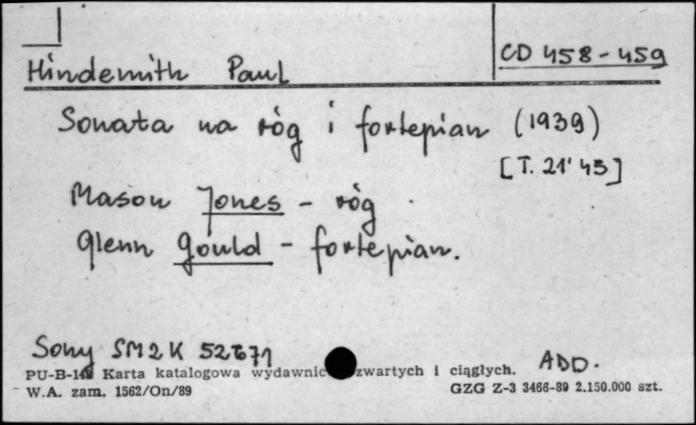 Hindemith Paul
CD 458-459
Sonata na róg i fortepian (1939)
[T. 21'45]
Mason Jones - róg
Glenn Gould - fortepian.
Sony SM2K 52671
ADD.
PU-B-148 Karta katalogowa wydawnic zwartych i ciągłych.
W.A. zam. 1562/On/89
GZG Z-3 3466-89 2.150.000 szt.